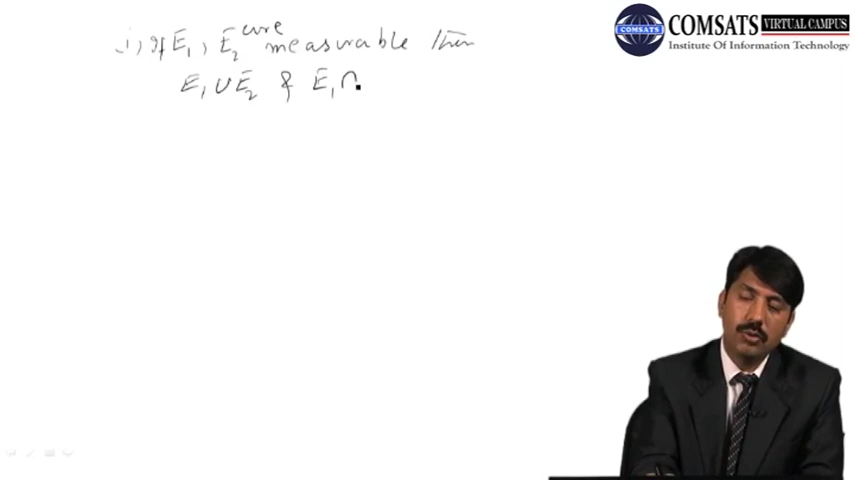 i) If E₁, E₂ are measurable then
E₁ ∪ E₂ & E₁ ∩
COMSATS VIRTUAL CAMPUS
Institute Of Information Technology
COMSATS